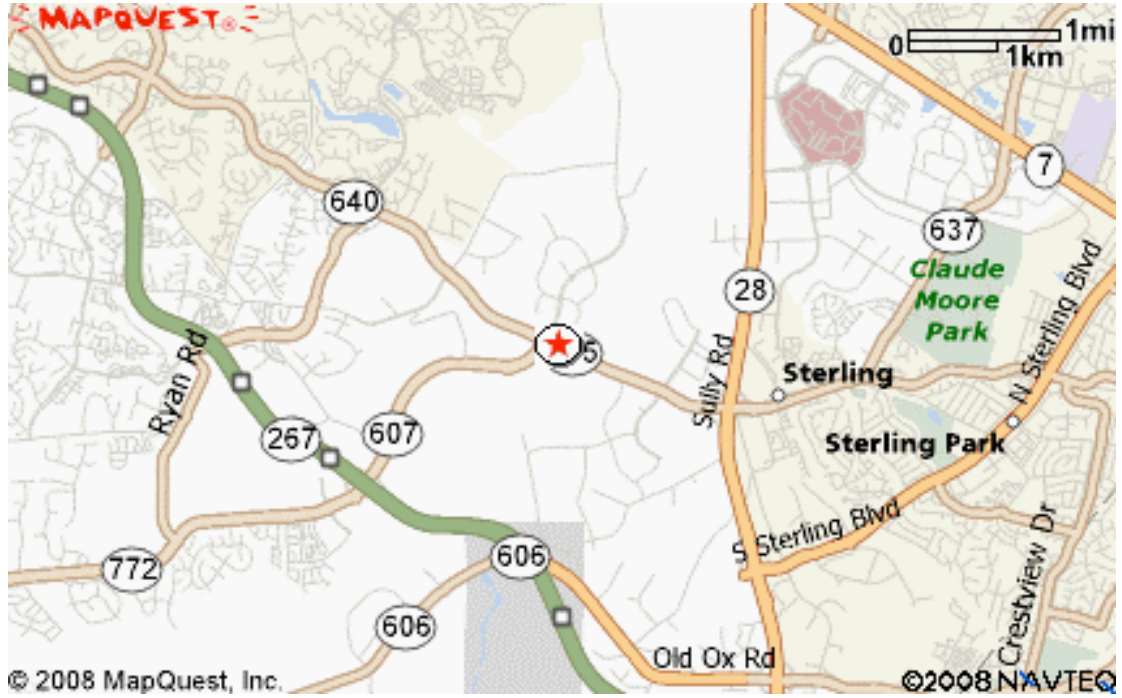 MAPQUEST®
0 1mi
1km
7
640
637
Claude
Moore
Park
28
N Sterling Blvd
Ryan Rd
Sully Rd
Sterling
267
607
Sterling Park
S Sterling Blvd
772
606
606
Crestview Dr
Old Ox Rd
© 2008 MapQuest, Inc.
©2008 NAVTEQ